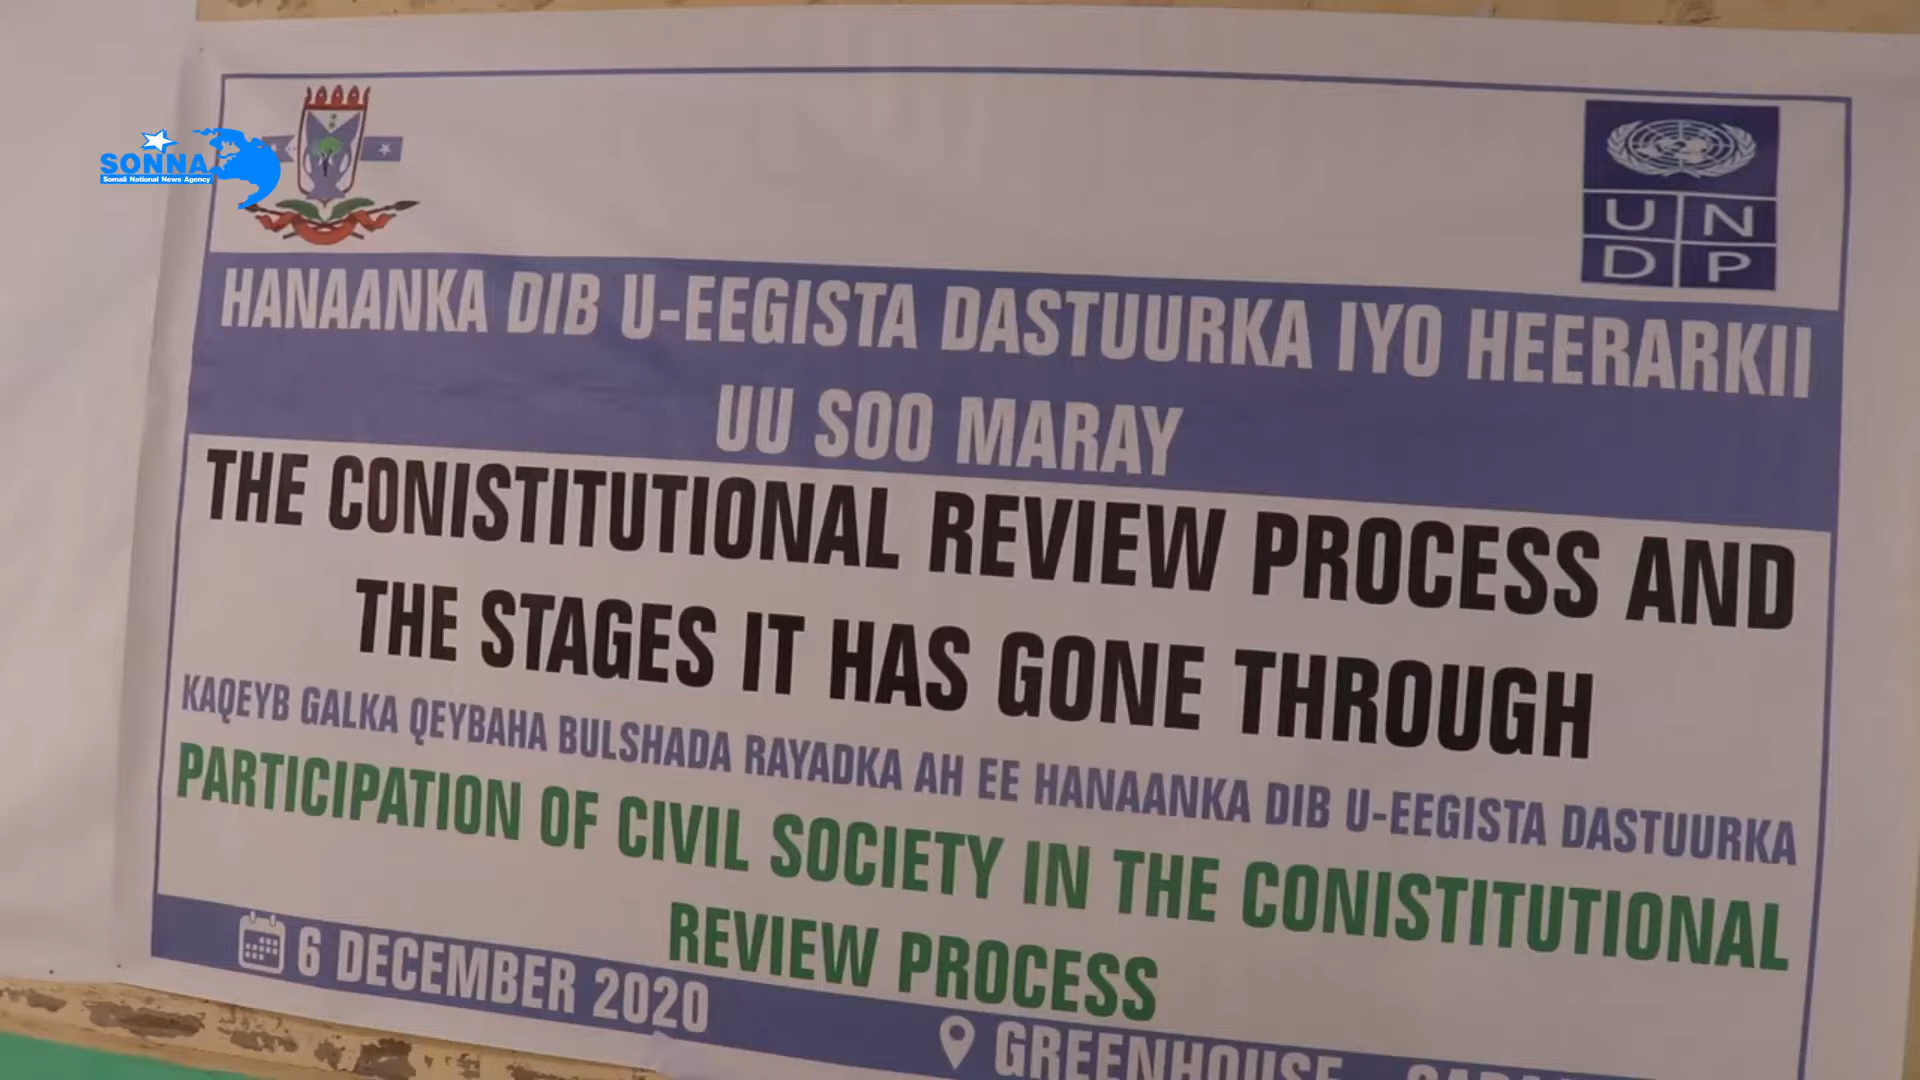 SONNA
Somali National News Agency
U N
D P
HANAANKA DIB U-EEGISTA DASTUURKA IYO HEERARKII
UU SOO MARAY
THE CONISTITUTIONAL REVIEW PROCESS AND
THE STAGES IT HAS GONE THROUGH
KAQEYB GALKA QEYBAHA BULSHADA RAYADKA AH EE HANAANKA DIB U-EEGISTA DASTUURKA
PARTICIPATION OF CIVIL SOCIETY IN THE CONISTITUTIONAL
REVIEW PROCESS
6 DECEMBER 2020
GREENHOUSE